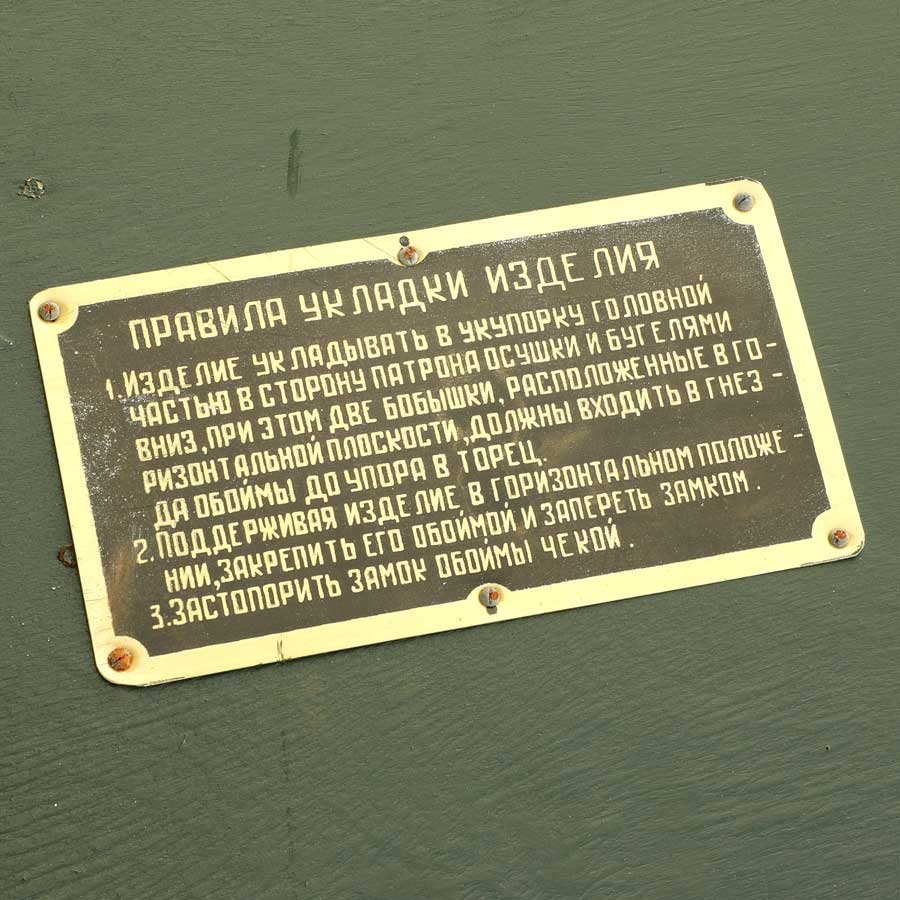 ПРАВИЛА УКЛАДКИ ИЗДЕЛИЯ
1. ИЗДЕЛИЕ УКЛАДЫВАТЬ В УКУПОРКУ ГОЛОВНОЙ
ЧАСТЬЮ В СТОРОНУ ПАТРОНА ОСУШКИ И БУГЕЛЯМИ
ВНИЗ, ПРИ ЭТОМ ДВЕ БОБЫШКИ, РАСПОЛОЖЕННЫЕ В ГО-
РИЗОНТАЛЬНОЙ ПЛОСКОСТИ, ДОЛЖНЫ ВХОДИТЬ В ГНЕЗ-
ДА ОБОЙМЫ ДО УПОРА В ТОРЕЦ.
2. ПОДДЕРЖИВАЯ ИЗДЕЛИЕ В ГОРИЗОНТАЛЬНОМ ПОЛОЖЕ-
НИИ, ЗАКРЕПИТЬ ЕГО ОБОЙМОЙ И ЗАПЕРЕТЬ ЗАМКОМ.
3. ЗАСТОПОРИТЬ ЗАМОК ОБОЙМЫ ЧЕКОЙ.